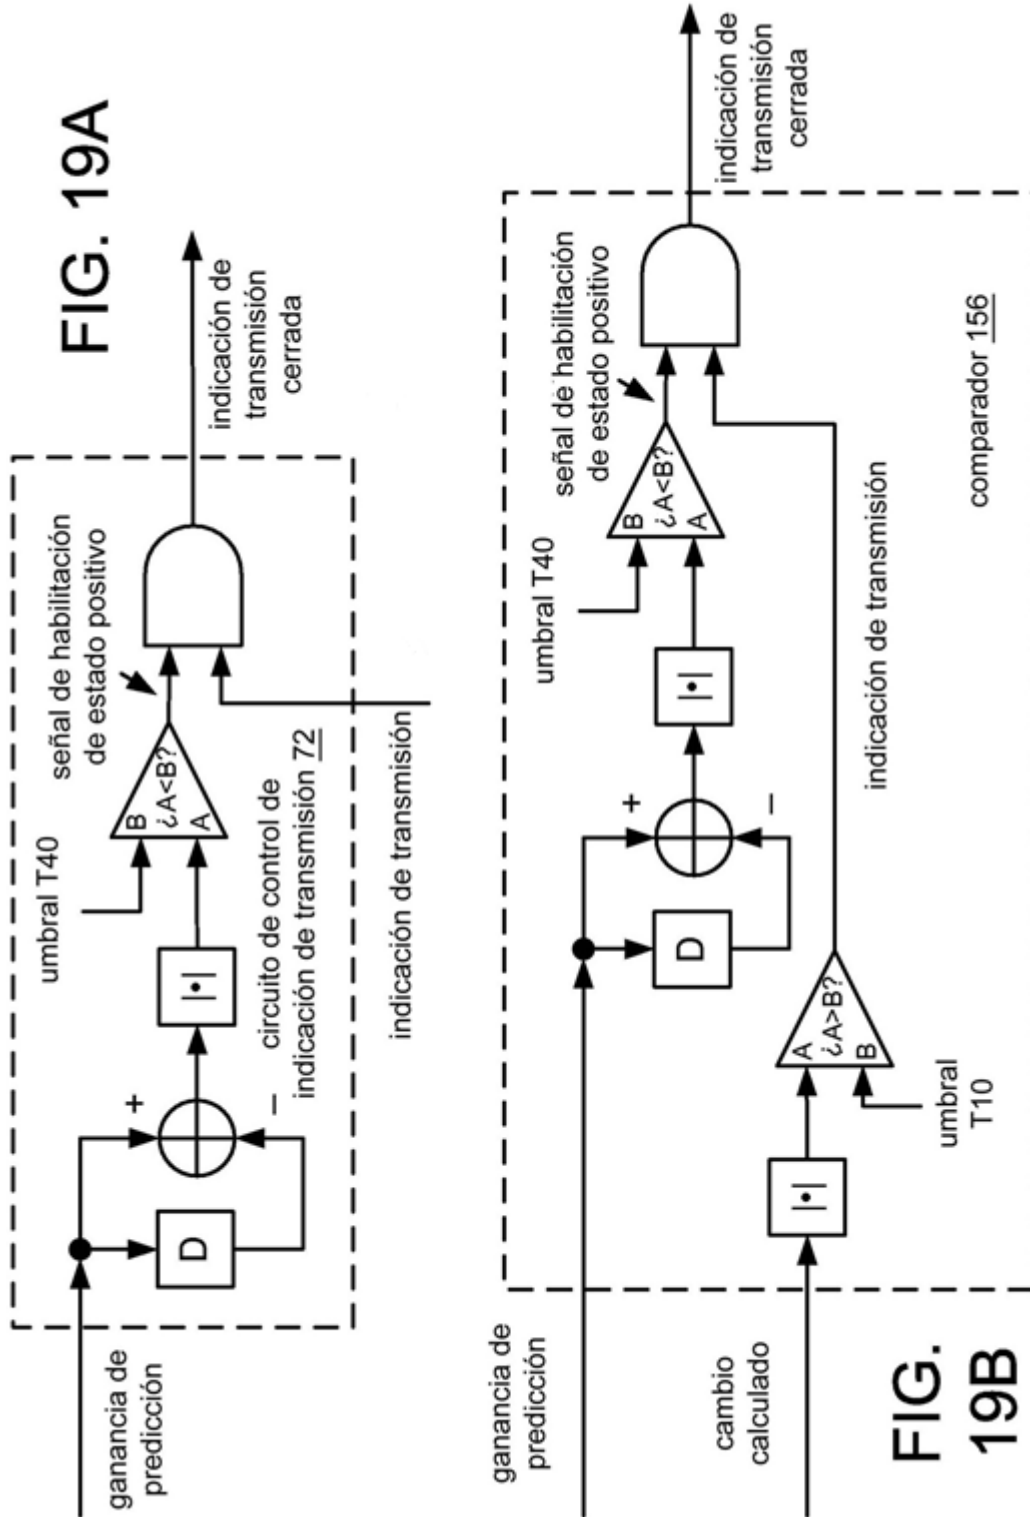 FIG. 19A
ganancia de
predicción
D
+
–
|•|
umbral T40
B
¿A<B?
A
señal de habilitación
de estado positivo
circuito de control de
indicación de transmisión 72
indicación de transmisión
indicación de
transmisión
cerrada
FIG.
19B
ganancia de
predicción
D
+
–
|•|
umbral T40
B
¿A<B?
A
señal de habilitación
de estado positivo
cambio
calculado
|•|
umbral
T10
A
¿A>B?
B
indicación de transmisión
comparador 156
indicación de
transmisión
cerrada